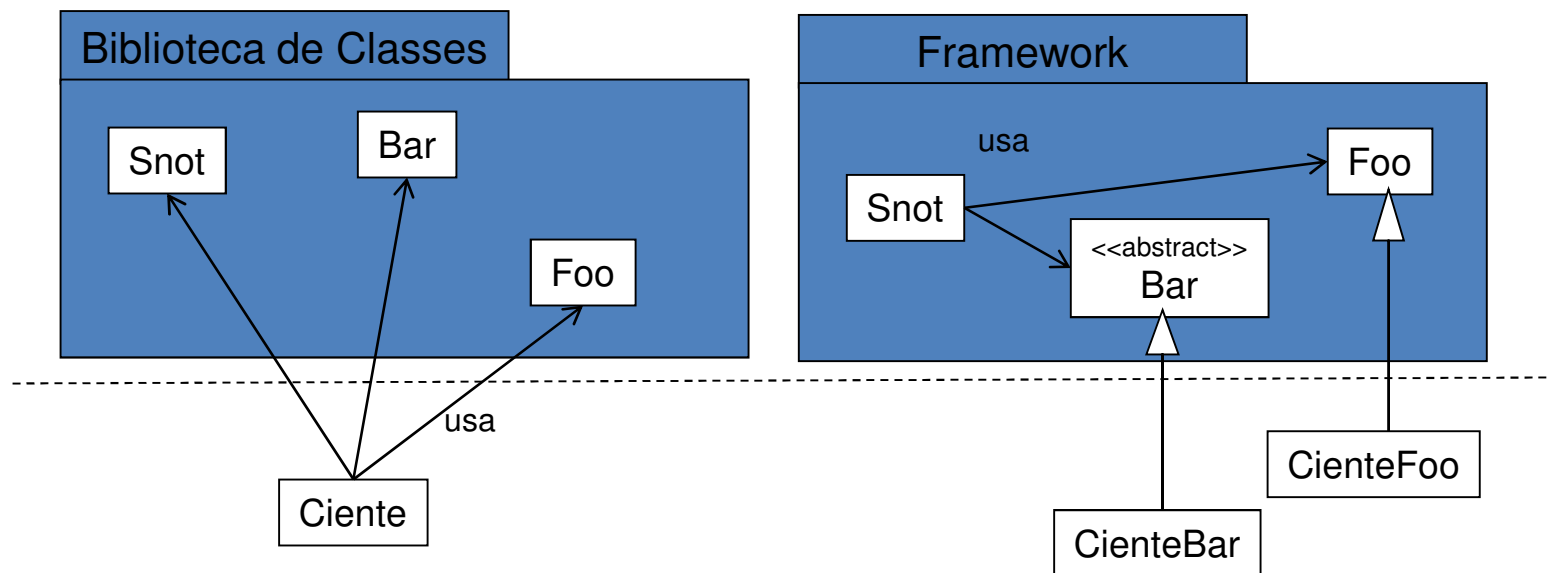 Biblioteca de Classes
Snot
Bar
Foo
usa
Ciente
Framework
usa
Foo
Snot
<<abstract>>
Bar
CienteFoo
CienteBar